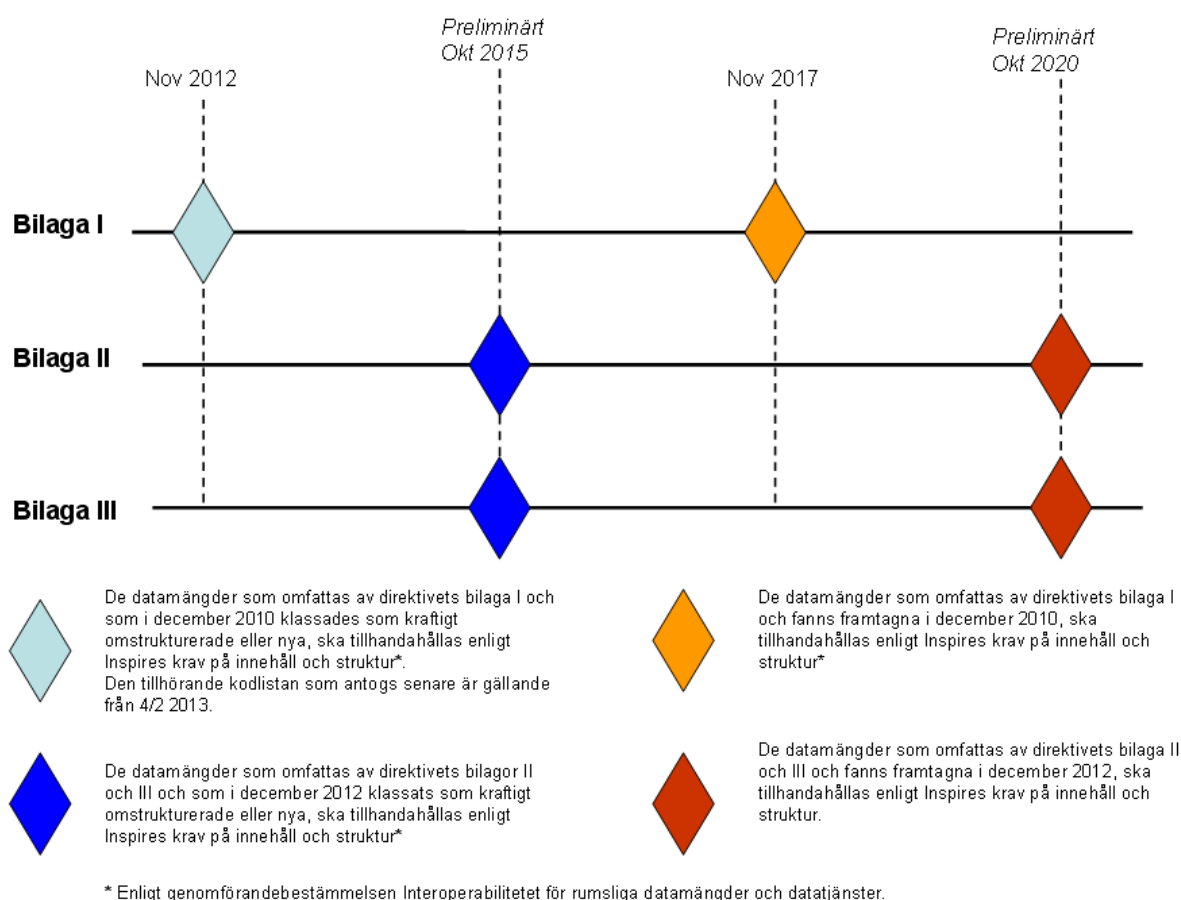 Preliminärt
Okt 2015
Preliminärt
Okt 2020
Nov 2012
Nov 2017
Bilaga I
Bilaga II
Bilaga III
De datamängder som omfattas av direktivets bilaga I och
som i december 2010 klassades som kraftigt
omstrukturerade eller nya, ska tillhandahållas enligt
Inspires krav på innehåll och struktur*.
Den tillhörande kodlistan som antogs senare är gällande
från 4/2 2013.
De datamängder som omfattas av direktivets bilaga I
och fanns framtagna i december 2010, ska
tillhandahållas enligt Inspires krav på innehåll och
struktur*
De datamängder som omfattas av direktivets bilagor II
och III och som i december 2012 klassats som kraftigt
omstrukturerade eller nya, ska tillhandahållas enligt
Inspires krav på innehåll och struktur*
De datamängder som omfattas av direktivets bilaga II
och III och fanns framtagna i december 2012, ska
tillhandahållas enligt Inspires krav på innehåll och
struktur.
* Enligt genomförandebestämmelsen Interoperabilitetet för rumsliga datamängder och datatjänster.